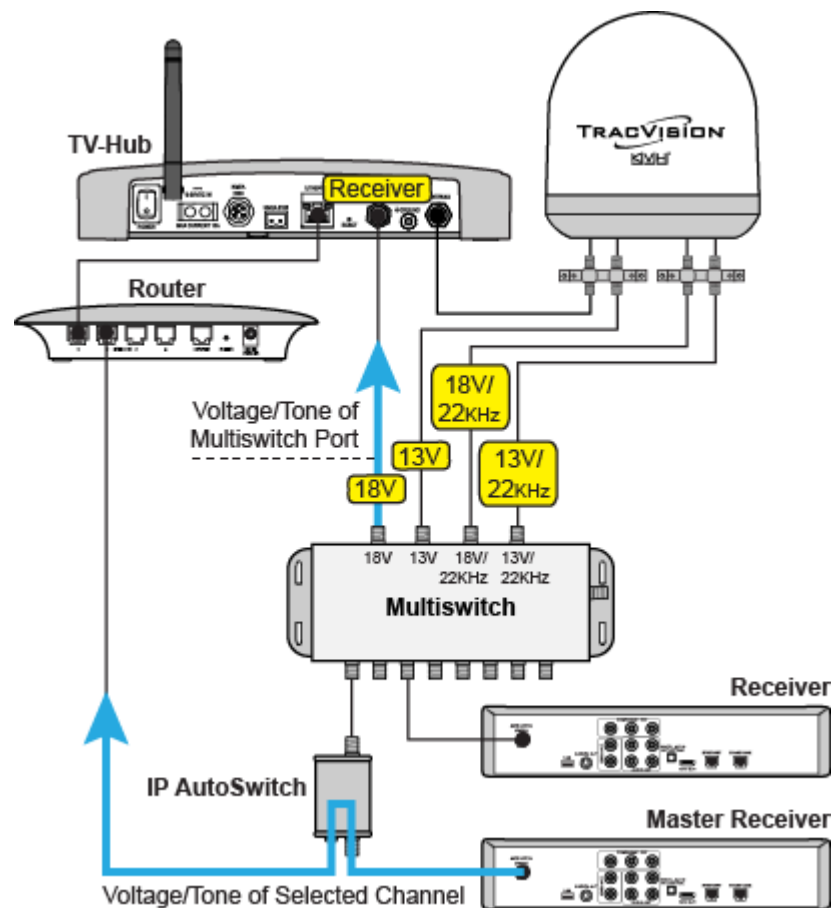 TV-Hub
Receiver
POWER
TRACVISION
KVH
Router
Voltage/Tone of
Multiswitch Port
18V/
22KHz
13V
13V/
22KHz
18V
18V
13V
18V/
22KHz
13V/
22KHz
Multiswitch
Receiver
IP AutoSwitch
Master Receiver
Voltage/Tone of Selected Channel